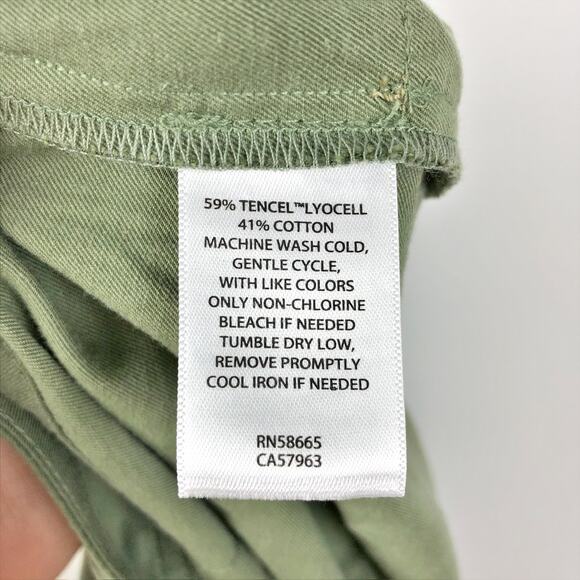 59% TENCEL™LYOCELL
41% COTTON
MACHINE WASH COLD,
GENTLE CYCLE,
WITH LIKE COLORS
ONLY NON-CHLORINE
BLEACH IF NEEDED
TUMBLE DRY LOW,
REMOVE PROMPTLY
COOL IRON IF NEEDED
RN58665
CA57963